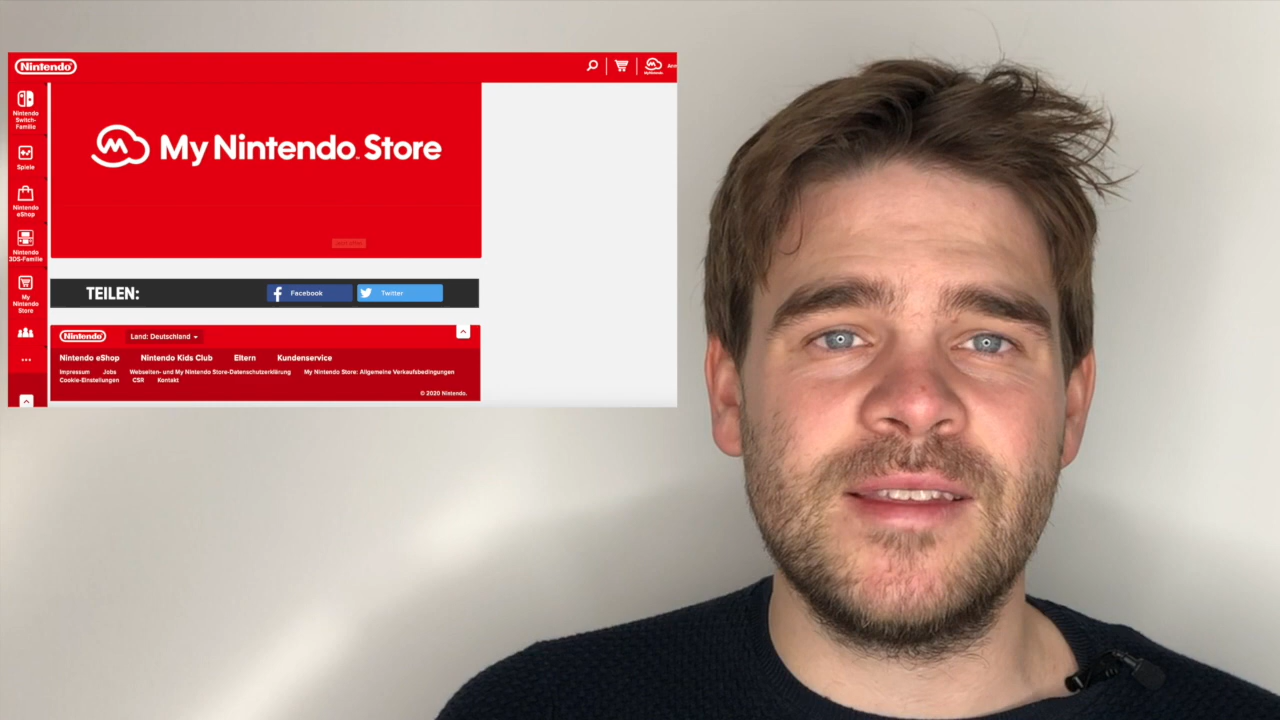 Nintendo
MyNintendo
Nintendo
Switch-
Familie
Spiele
Nintendo
eShop
Nintendo
3DS-Familie
My
Nintendo
Store
My Nintendo Store
TEILEN:
Facebook
Twitter
Nintendo
Land: Deutschland
Nintendo eShop Nintendo Kids Club Eltern Kundenservice
Impressum Jobs Webseiten- und My Nintendo Store-Datenschutzerklärung My Nintendo Store: Allgemeine Verkaufsbedingungen
Cookie-Einstellungen CSR Kontakt
© 2020 Nintendo.